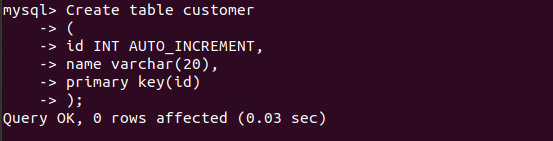 mysql> Create table customer
-> (
-> id INT AUTO_INCREMENT,
-> name varchar(20),
-> primary key(id)
-> );
Query OK, 0 rows affected (0.03 sec)